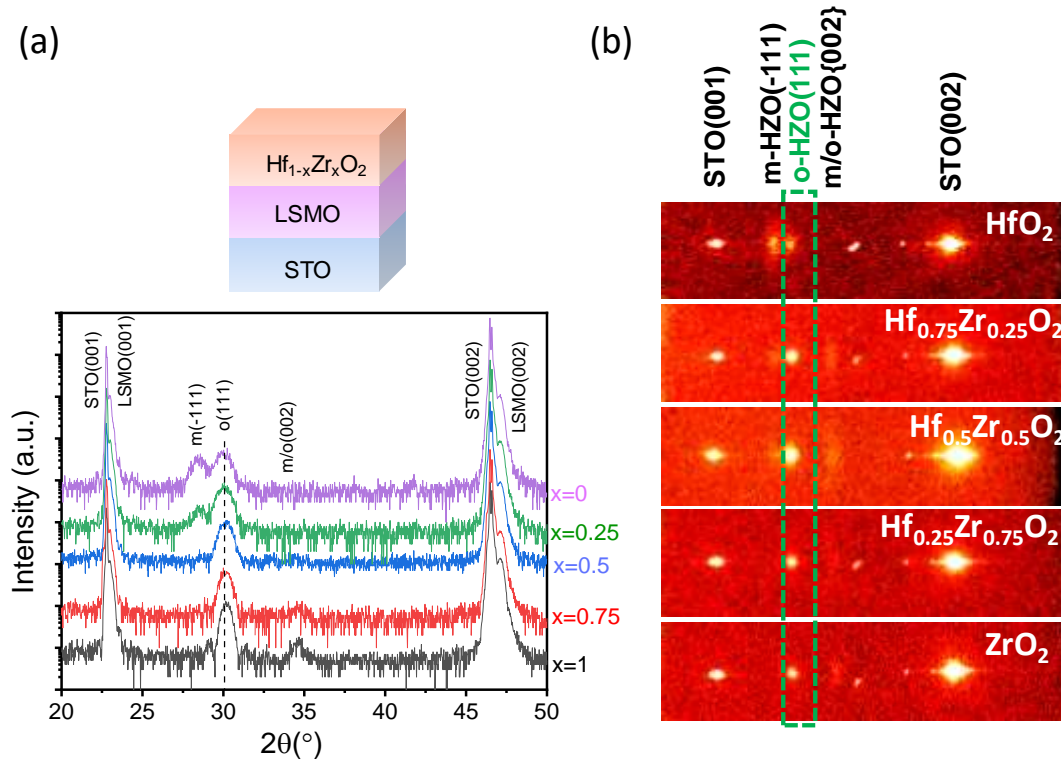 (a)
Hf1-xZrxO2
LSMO
STO
STO(001)
LSMO(001)
m(-111)
o(111)
m/o(002)
STO(002)
LSMO(002)
x=0
x=0.25
x=0.5
x=0.75
x=1
Intensity (a.u.)
20 25 30 35 40 45 50
2θ(°)
(b)
STO(001)
m-HZO(-111)
o-HZO(111)
m/o-HZO{002}
STO(002)
HfO2
Hf0.75Zr0.25O2
Hf0.5Zr0.5O2
Hf0.25Zr0.75O2
ZrO2